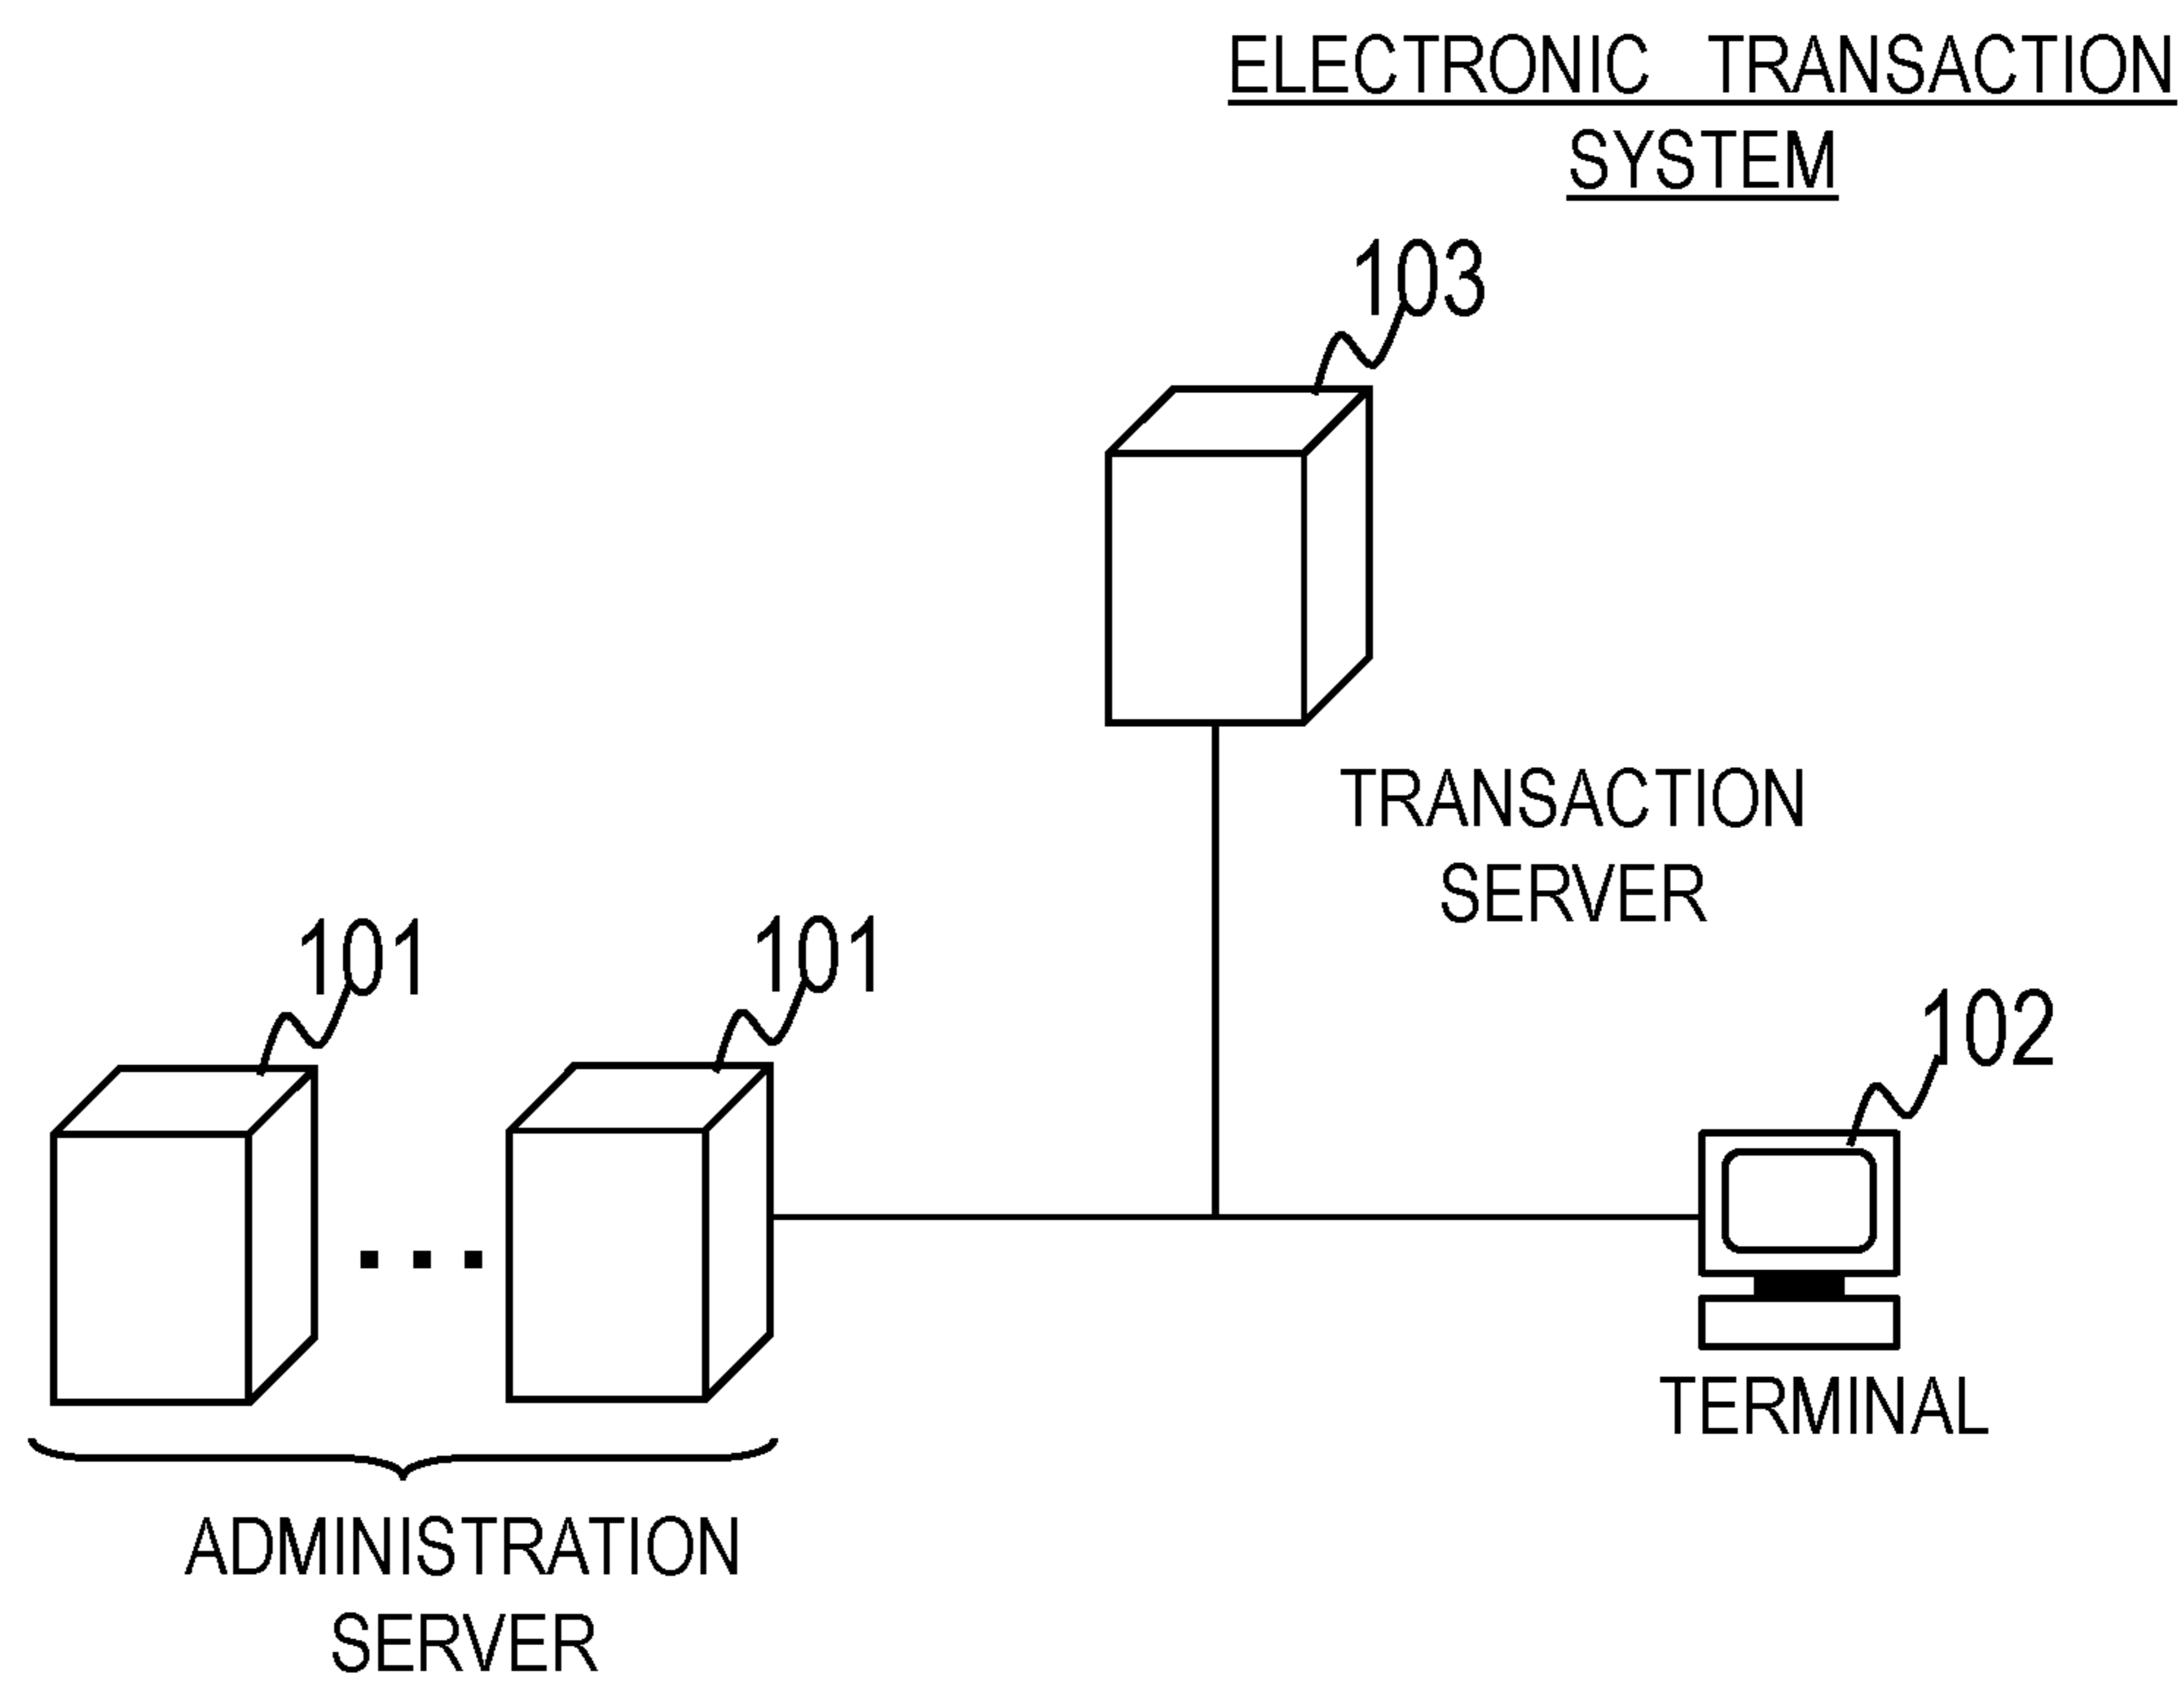 ELECTRONIC TRANSACTION
SYSTEM
103
TRANSACTION
SERVER
101
101
102
TERMINAL
ADMINISTRATION
SERVER